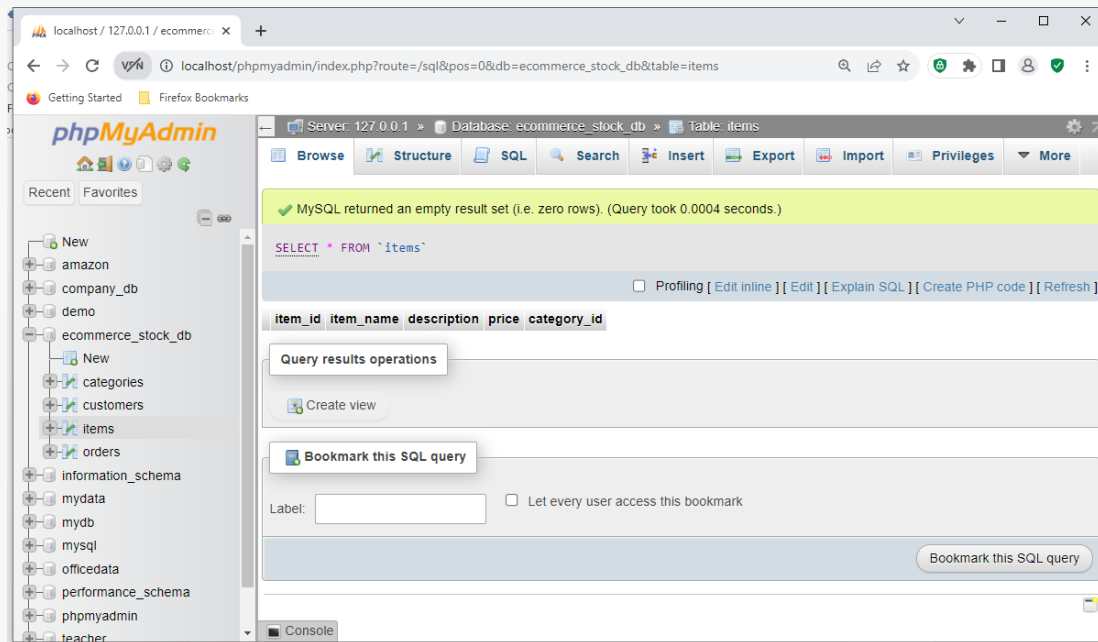 localhost / 127.0.0.1 / ecommerc
VPN localhost/phpmyadmin/index.php?route=/sql&pos=0&db=ecommerce_stock_db&table=items
Getting Started Firefox Bookmarks
phpMyAdmin
Recent Favorites
New
amazon
company_db
demo
ecommerce_stock_db
New
categories
customers
items
orders
information_schema
mydata
mydb
mysql
officedata
performance_schema
phpmyadmin
teacher
Server: 127.0.0.1 » Database: ecommerce_stock_db » Table: items
Browse Structure SQL Search Insert Export Import Privileges More
MySQL returned an empty result set (i.e. zero rows). (Query took 0.0004 seconds.)
SELECT * FROM `items`
Profiling [ Edit inline ] [ Edit ] [ Explain SQL ] [ Create PHP code ] [ Refresh ]
item_id item_name description price category_id
Query results operations
Create view
Bookmark this SQL query
Label: Let every user access this bookmark
Bookmark this SQL query
Console